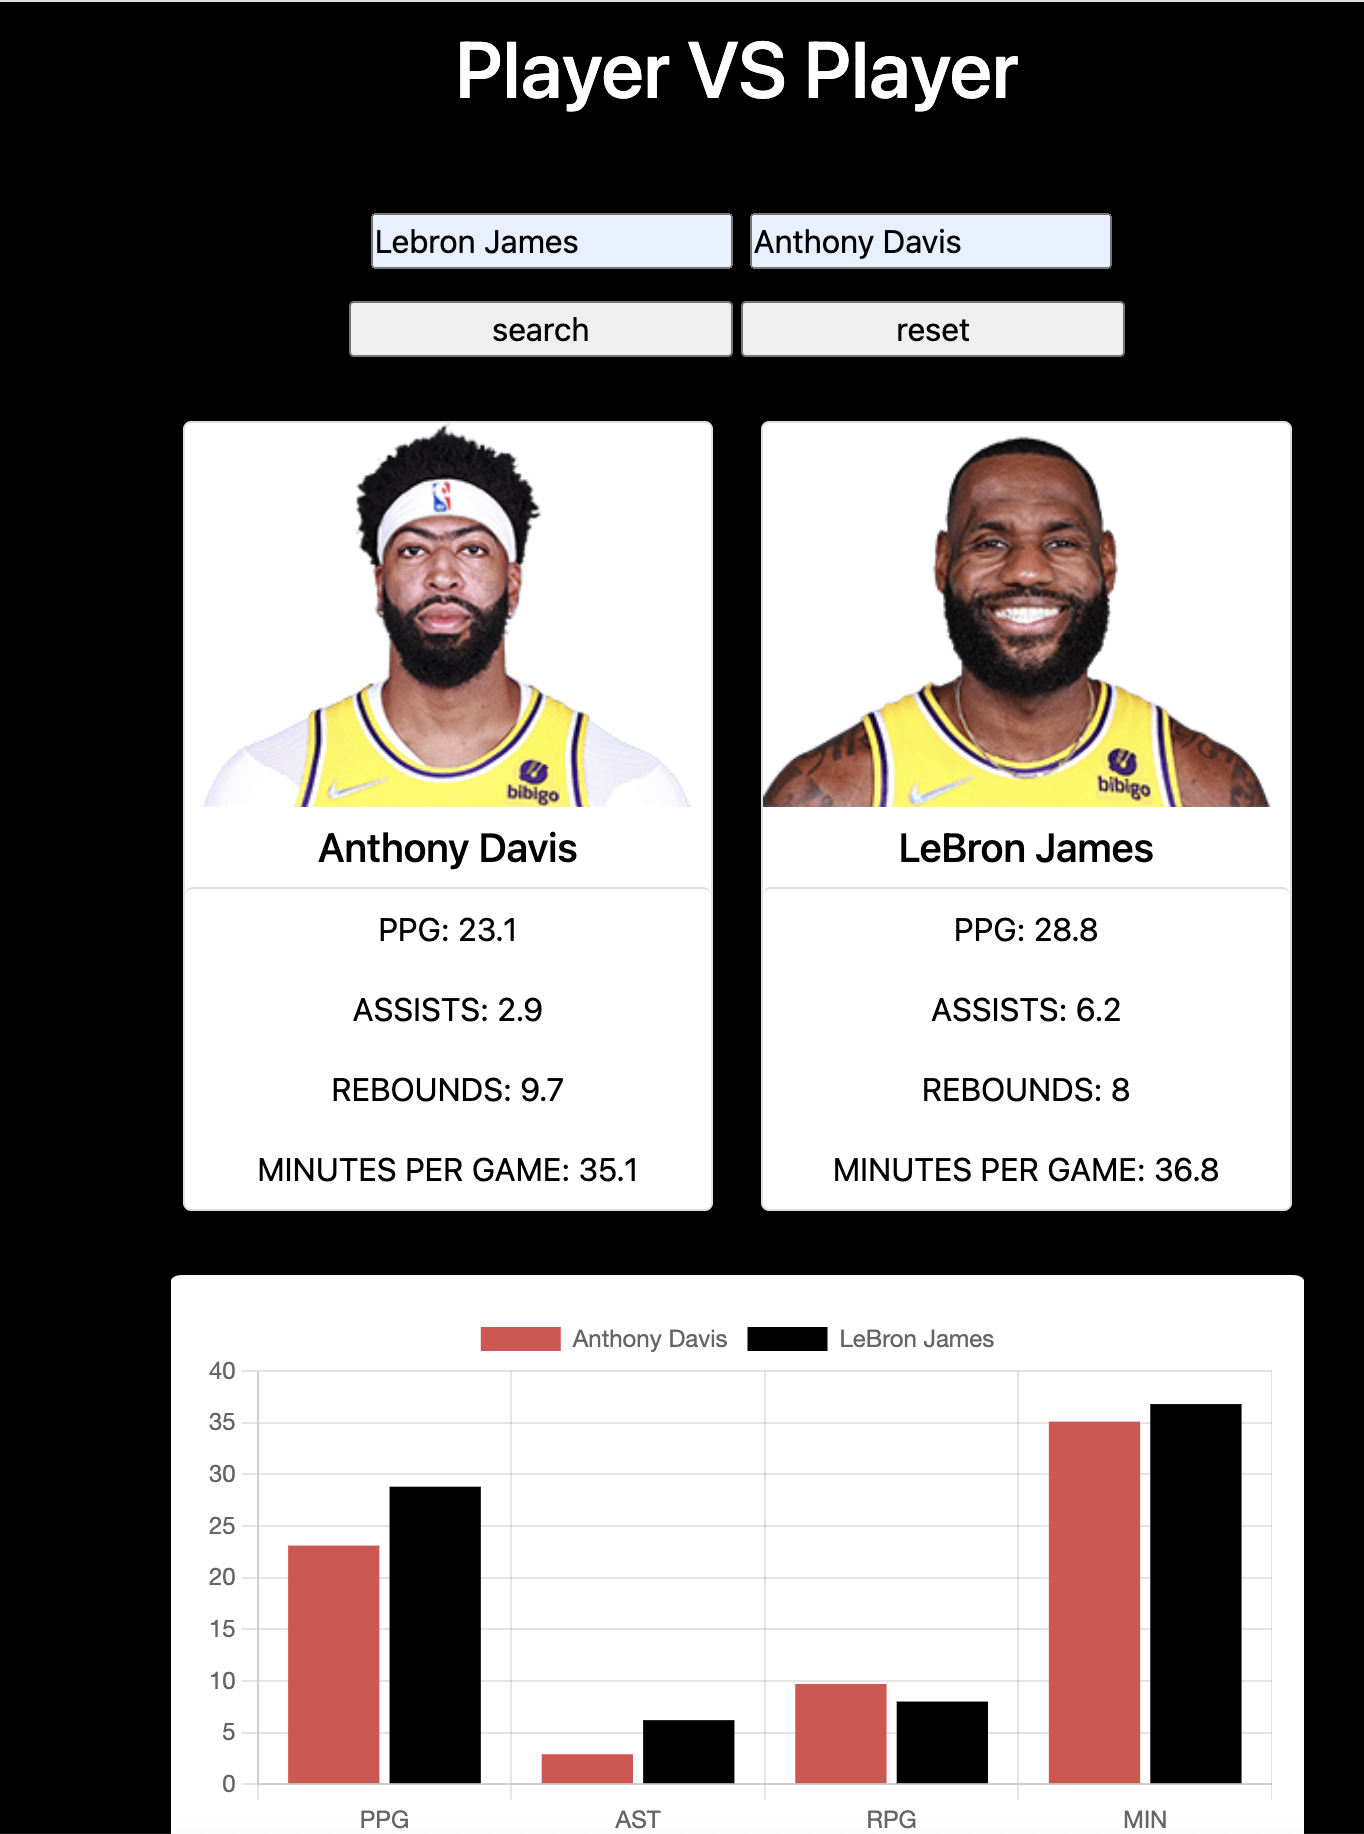 Player VS Player
Lebron James
Anthony Davis
search
reset
bibigo
Anthony Davis
PPG: 23.1
ASSISTS: 2.9
REBOUNDS: 9.7
MINUTES PER GAME: 35.1
bibigo
LeBron James
PPG: 28.8
ASSISTS: 6.2
REBOUNDS: 8
MINUTES PER GAME: 36.8
Anthony Davis
LeBron James
40
35
30
25
20
15
10
5
0
PPG
AST
RPG
MIN